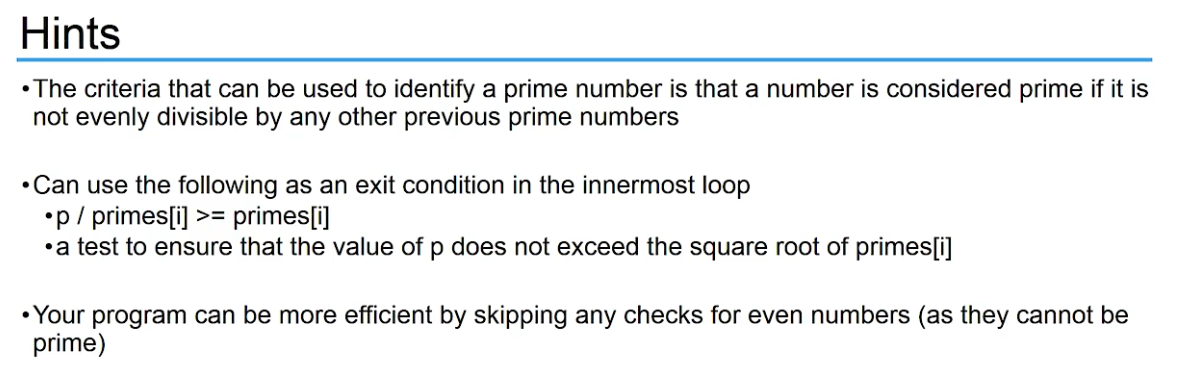 Hints
•The criteria that can be used to identify a prime number is that a number is considered prime if it is
not evenly divisible by any other previous prime numbers
•Can use the following as an exit condition in the innermost loop
•p / primes[i] >= primes[i]
•a test to ensure that the value of p does not exceed the square root of primes[i]
•Your program can be more efficient by skipping any checks for even numbers (as they cannot be
prime)